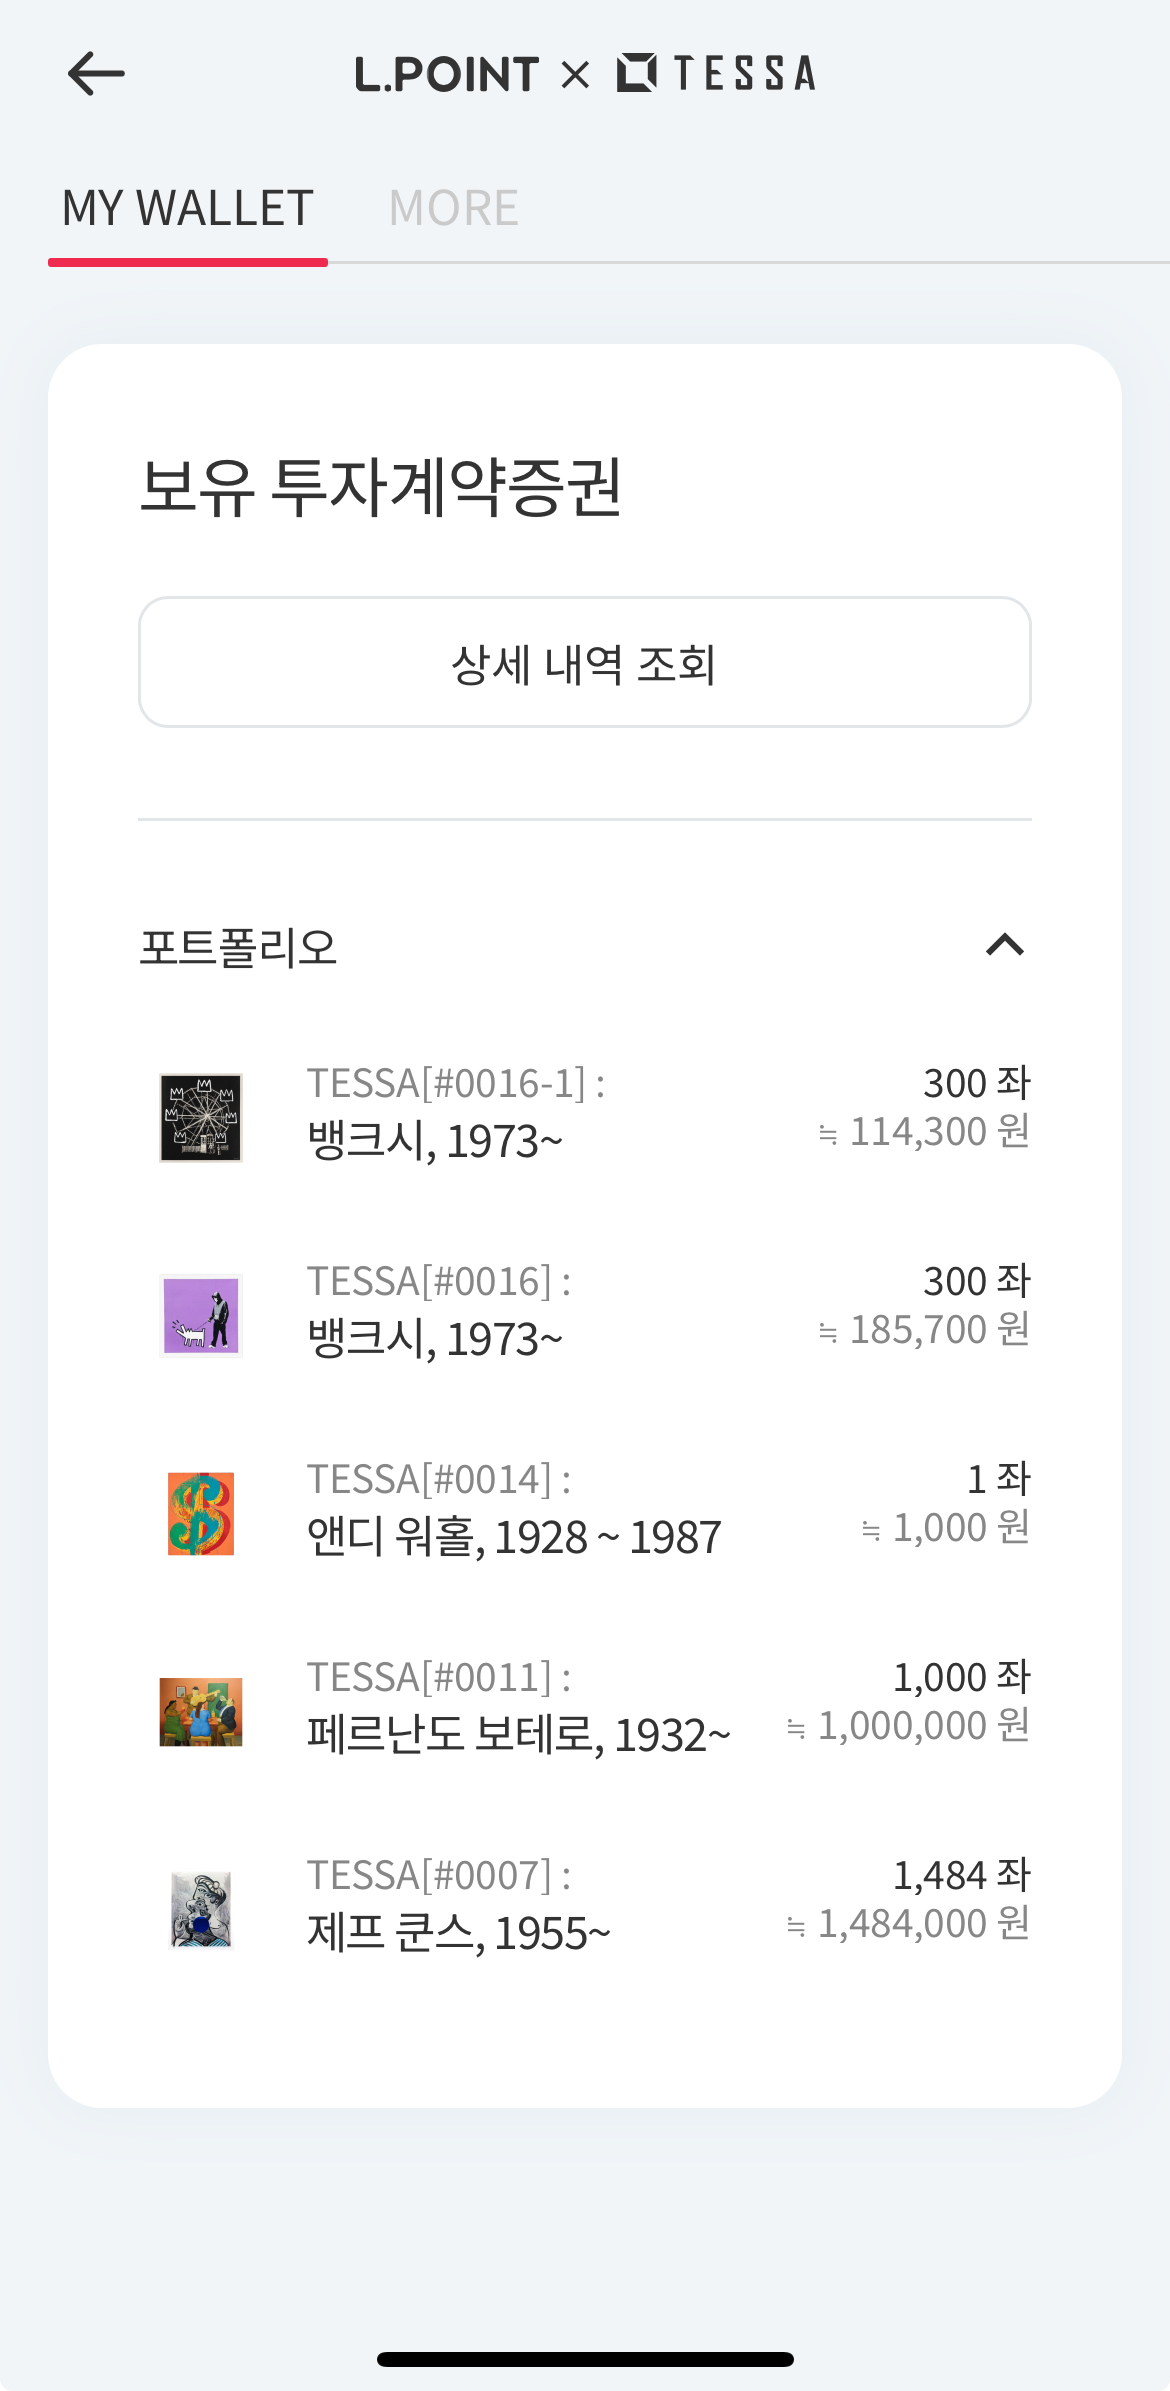 L.POINT × TESSA
MY WALLET MORE
보유 투자계약증권
상세 내역 조회
포트폴리오
TESSA[#0016-1] : 300 좌
뱅크시, 1973~ ≒ 114,300 원
TESSA[#0016] : 300 좌
뱅크시, 1973~ ≒ 185,700 원
TESSA[#0014] : 1 좌
앤디 워홀, 1928 ~ 1987 ≒ 1,000 원
TESSA[#0011] : 1,000 좌
페르난도 보테로, 1932~ ≒ 1,000,000 원
TESSA[#0007] : 1,484 좌
제프 쿤스, 1955~ ≒ 1,484,000 원